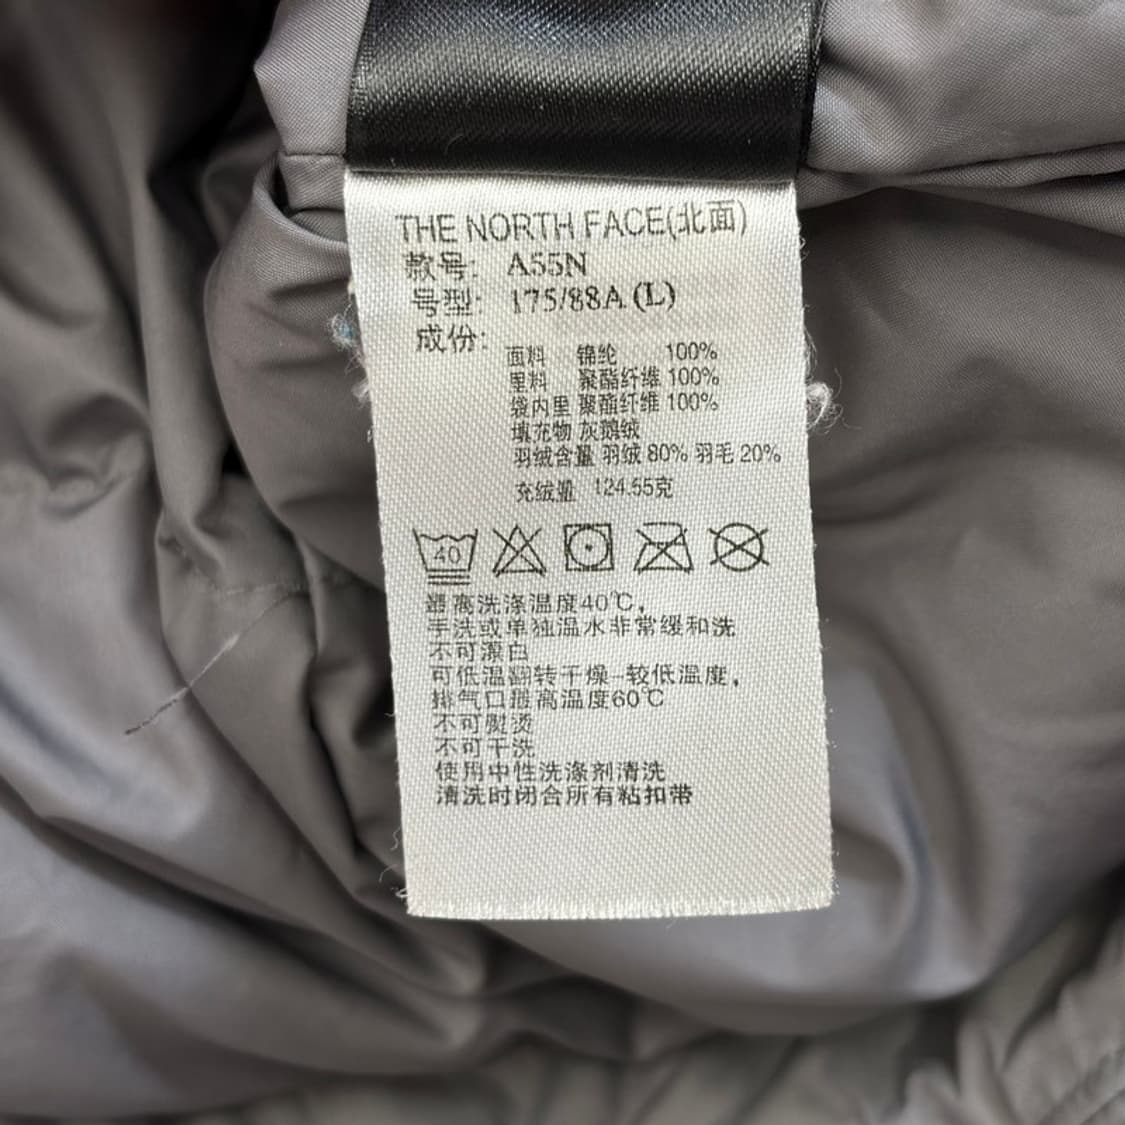 THE NORTH FACE(北面)
款号: A55N
号型: 175/88A (L)
成份:
面料 锦纶 100%
里料 聚酯纤维 100%
袋内里 聚酯纤维 100%
填充物 灰鹅绒
羽绒含量 羽绒 80% 羽毛 20%
充绒量 124.55克
40
最高洗涤温度40℃,
手洗或单独温水非常缓和洗
不可漂白
可低温翻转干燥-较低温度,
排气口最高温度60℃
不可熨烫
不可干洗
使用中性洗涤剂清洗
清洗时闭合所有粘扣带